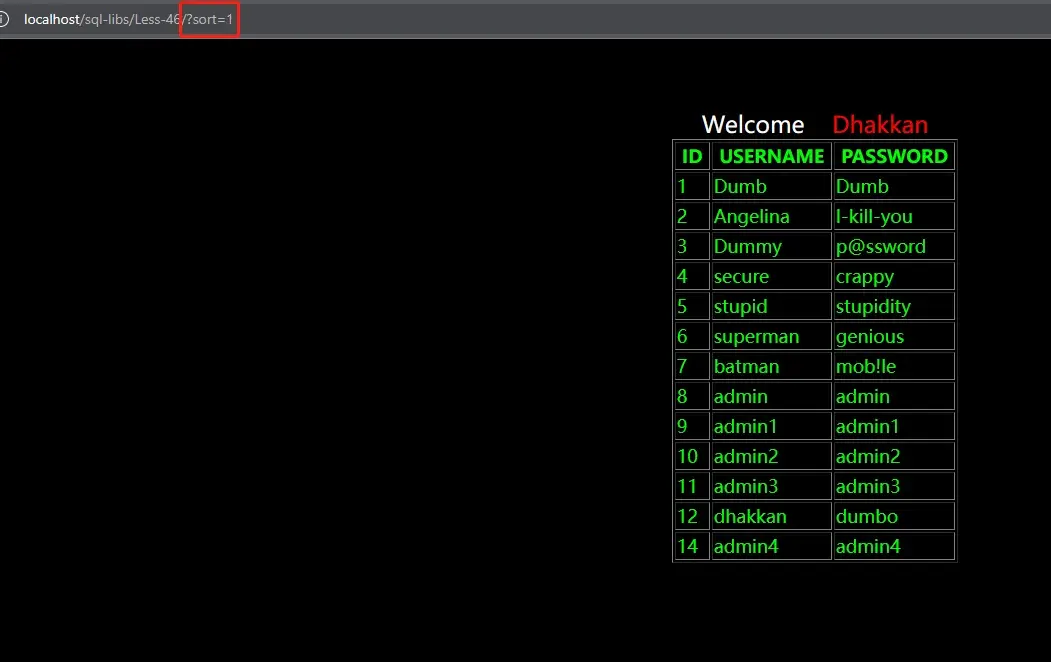 localhost/sql-libs/Less-46/?sort=1
Welcome Dhakkan
ID USERNAME PASSWORD
1 Dumb Dumb
2 Angelina I-kill-you
3 Dummy p@ssword
4 secure crappy
5 stupid stupidity
6 superman genious
7 batman mob!le
8 admin admin
9 admin1 admin1
10 admin2 admin2
11 admin3 admin3
12 dhakkan dumbo
14 admin4 admin4